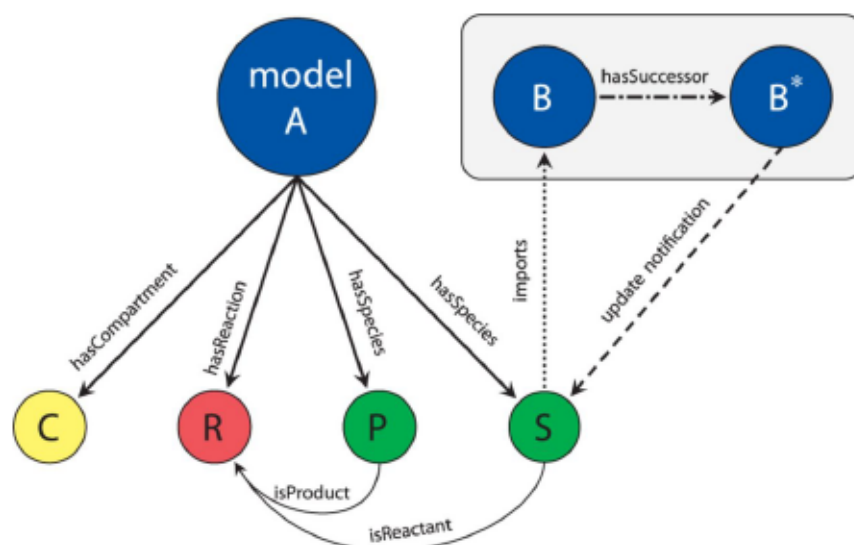 model
A
B
hasSuccessor
B*
hasCompartment
hasReaction
hasSpecies
hasSpecies
imports
update notification
C
R
P
S
isProduct
isReactant